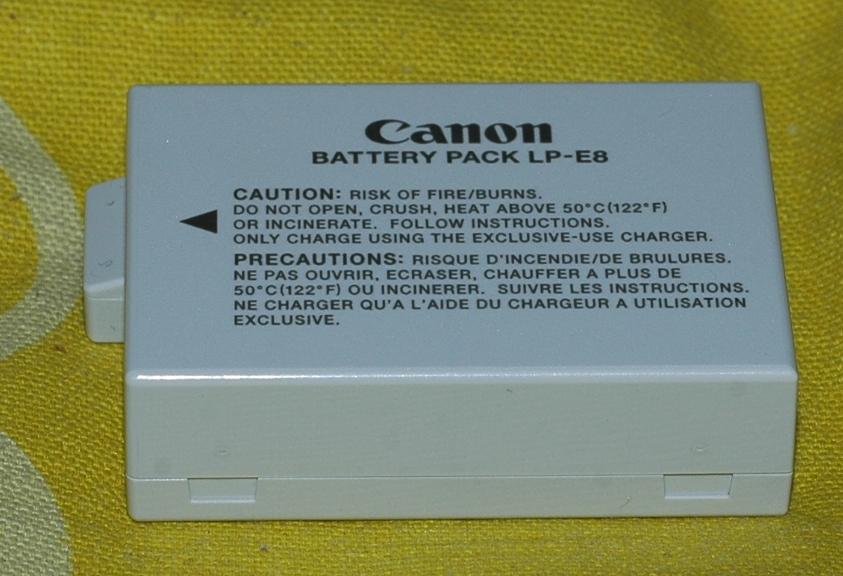 Canon
BATTERY PACK LP-E8
CAUTION: RISK OF FIRE/BURNS.
DO NOT OPEN, CRUSH, HEAT ABOVE 50°C(122°F)
OR INCINERATE. FOLLOW INSTRUCTIONS.
ONLY CHARGE USING THE EXCLUSIVE-USE CHARGER.
PRECAUTIONS: RISQUE D'INCENDIE/DE BRULURES.
NE PAS OUVRIR, ECRASER, CHAUFFER A PLUS DE
50°C(122°F) OU INCINERER. SUIVRE LES INSTRUCTIONS.
NE CHARGER QU'A L'AIDE DU CHARGEUR A UTILISATION
EXCLUSIVE.